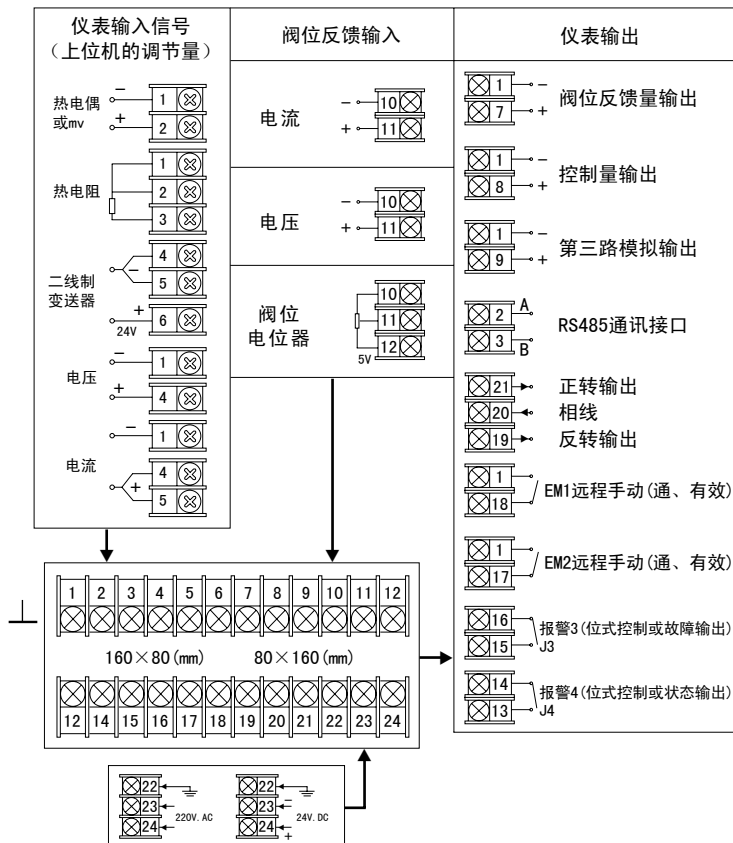 仪表输入信号
(上位机的调节量)
热电偶
或mv
−
+
1
2
热电阻
1
2
3
二线制
变送器
−
+
24V
4
5
6
电压
−
+
1
4
电流
−
+
1
4
5
阀位反馈输入
电流
−
+
10
11
电压
−
+
10
11
阀位
电位器
5V
10
11
12
仪表输出
1 −
7 +
阀位反馈量输出
1 −
8 +
控制量输出
1 −
9 +
第三路模拟输出
2 A
3 B
RS485通讯接口
21 正转输出
20 相线
19 反转输出
1
18
EM1远程手动(通、有效)
1
17
EM2远程手动(通、有效)
16
15
报警3(位式控制或故障输出)
J3
14
13
报警4(位式控制或状态输出)
J4
1 2 3 4 5 6 7 8 9 10 11 12
160×80(mm) 80×160(mm)
12 14 15 16 17 18 19 20 21 22 23 24
22
23
24
220V.AC
22
23 −
24 +
24V.DC